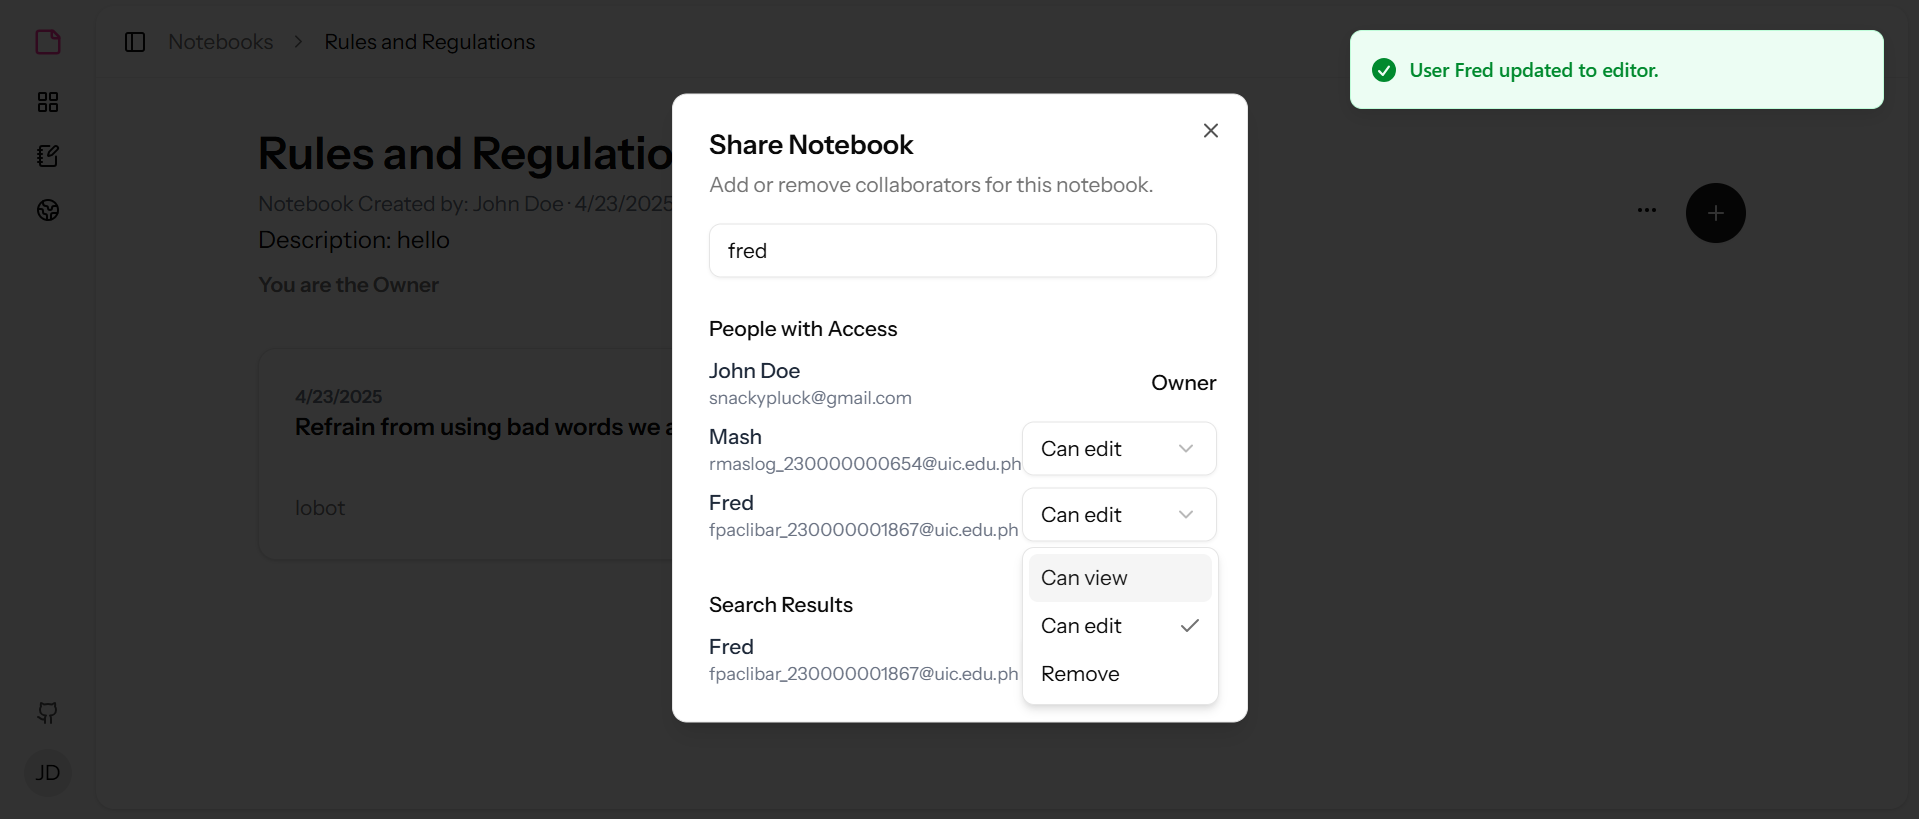 Notebooks > Rules and Regulations
User Fred updated to editor.
Rules and Regulatio
Notebook Created by: John Doe · 4/23/2025
Description: hello
You are the Owner
4/23/2025
Refrain from using bad words we a
lobot
JD
Share Notebook
Add or remove collaborators for this notebook.
fred
People with Access
John Doe
snackypluck@gmail.com
Owner
Mash
rmaslog_230000000654@uic.edu.ph
Can edit
Fred
fpaclibar_230000001867@uic.edu.ph
Can edit
Can view
Can edit
Remove
Search Results
Fred
fpaclibar_230000001867@uic.edu.ph